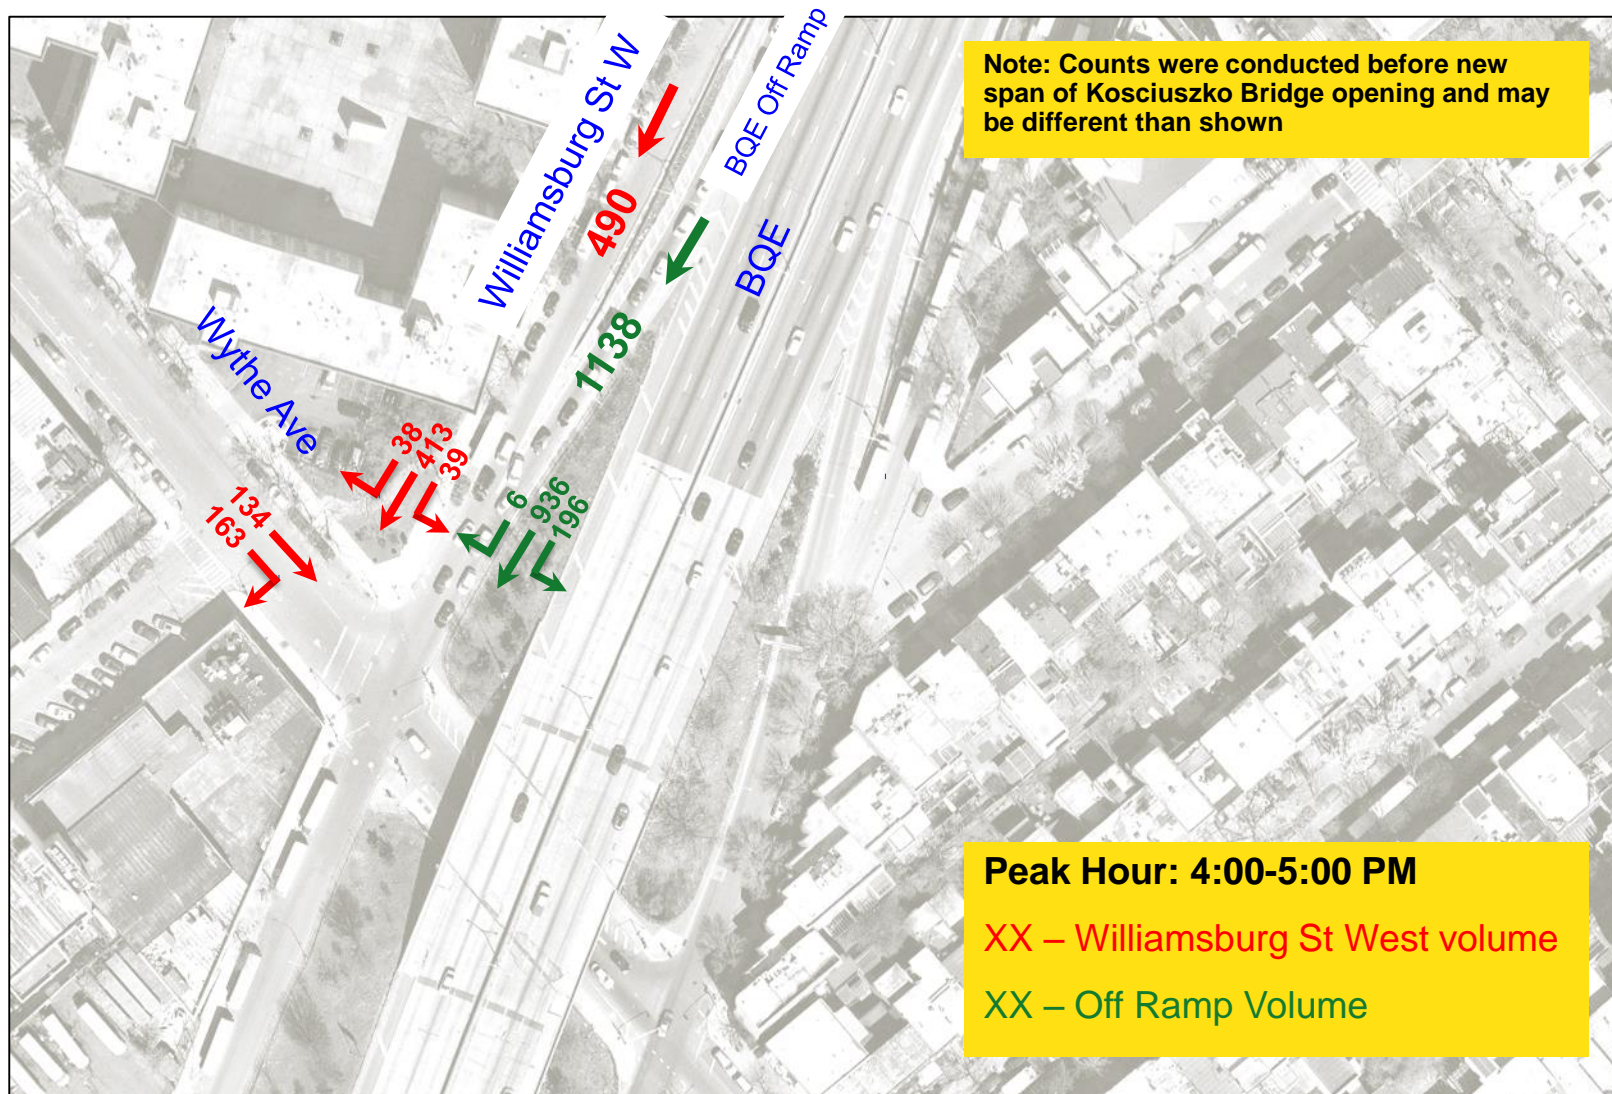 Williamsburg St W
BQE Off Ramp
Note: Counts were conducted before new
span of Kosciuszko Bridge opening and may
be different than shown
490
BQE
1138
Wythe Ave
38
413
39
134
163
6
936
196
Peak Hour: 4:00-5:00 PM
XX – Williamsburg St West volume
XX – Off Ramp Volume